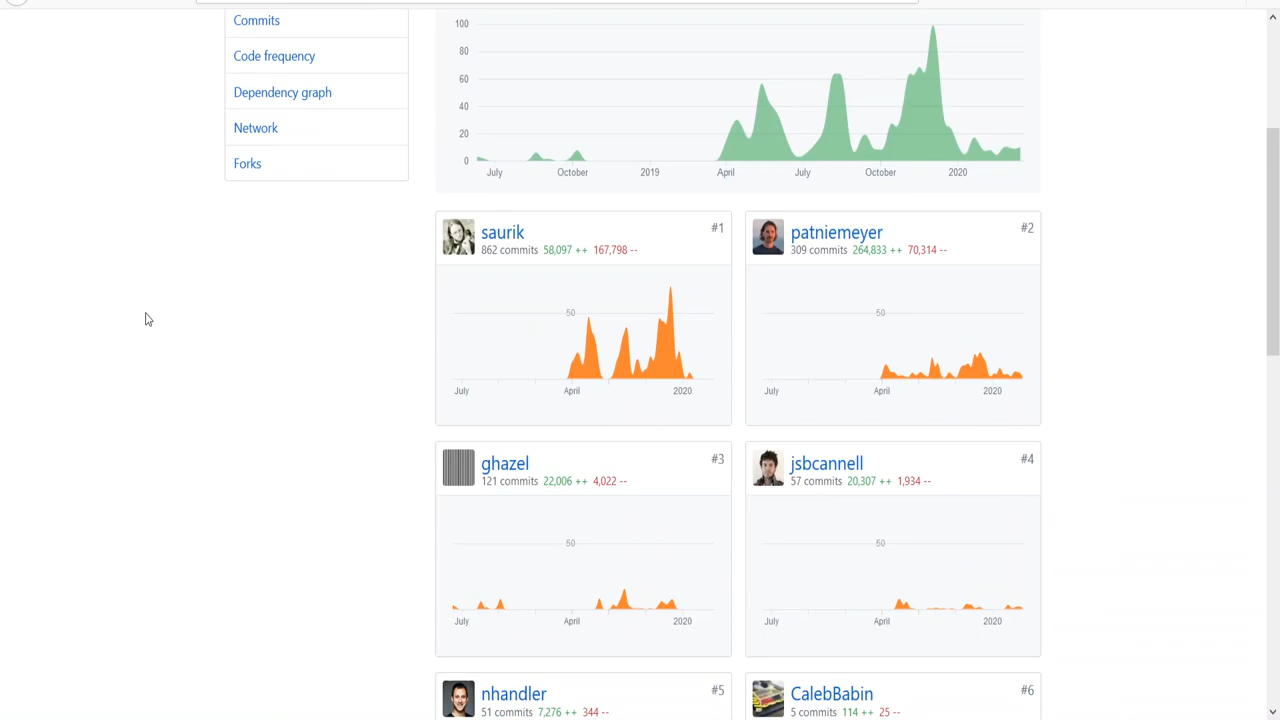 Commits
Code frequency
Dependency graph
Network
Forks
100
80
60
40
20
0
July October 2019 April July October 2020
saurik #1
862 commits 58,097 ++ 167,798 --
50
July April 2020
patniemeyer #2
309 commits 264,833 ++ 70,314 --
50
July April 2020
ghazel #3
121 commits 22,006 ++ 4,022 --
50
July April 2020
jsbcannell #4
57 commits 20,307 ++ 1,934 --
50
July April 2020
nhandler #5
51 commits 7,276 ++ 344 --
CalebBabin #6
5 commits 114 ++ 25 --